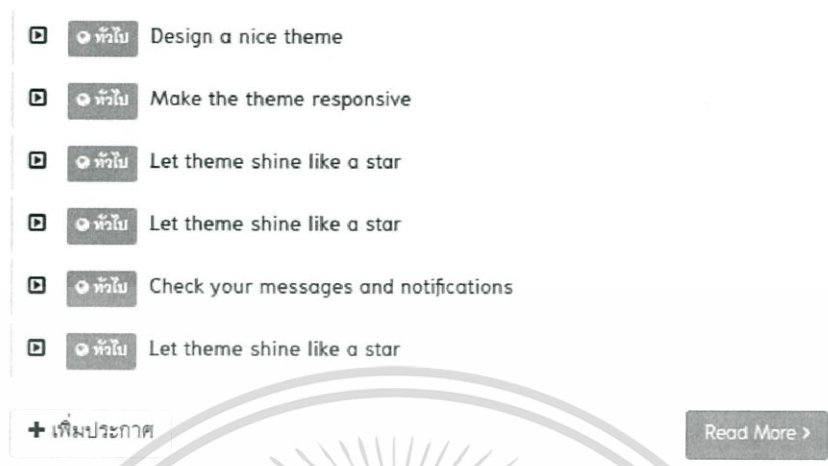 ทั่วไป Design a nice theme
ทั่วไป Make the theme responsive
ทั่วไป Let theme shine like a star
ทั่วไป Let theme shine like a star
ทั่วไป Check your messages and notifications
ทั่วไป Let theme shine like a star
+ เพิ่มประกาศ
Read More >